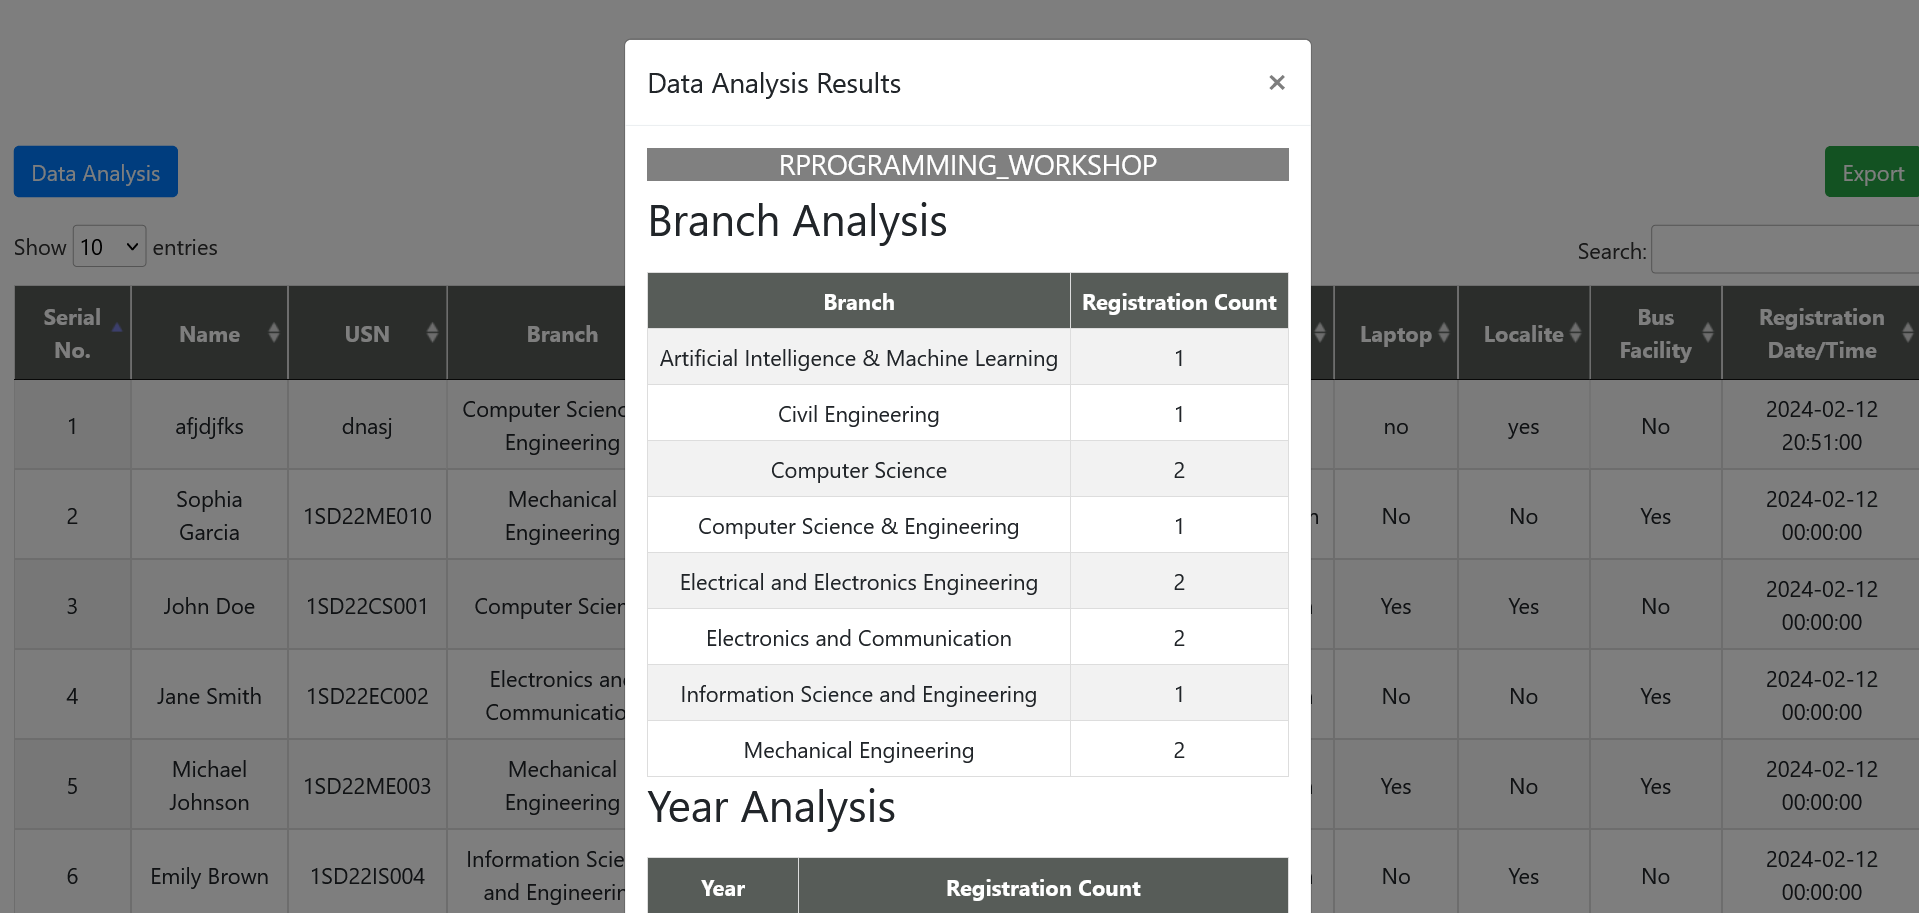 Data Analysis Results
×
RPROGRAMMING_WORKSHOP
Branch Analysis
Branch Registration Count
Artificial Intelligence & Machine Learning 1
Civil Engineering 1
Computer Science 2
Computer Science & Engineering 1
Electrical and Electronics Engineering 2
Electronics and Communication 2
Information Science and Engineering 1
Mechanical Engineering 2
Year Analysis
Year Registration Count
Data Analysis
Export
Show 10 entries
Search:
Serial
No.
Name
USN
Branch
Laptop
Localite
Bus
Facility
Registration
Date/Time
1
afjdjfks
dnasj
Computer Scienc
Engineering
no
yes
No
2024-02-12
20:51:00
2
Sophia
Garcia
1SD22ME010
Mechanical
Engineering
No
No
Yes
2024-02-12
00:00:00
3
John Doe
1SD22CS001
Computer Scien
Yes
Yes
No
2024-02-12
00:00:00
4
Jane Smith
1SD22EC002
Electronics an
Communicatio
No
No
Yes
2024-02-12
00:00:00
5
Michael
Johnson
1SD22ME003
Mechanical
Engineering
Yes
No
Yes
2024-02-12
00:00:00
6
Emily Brown
1SD22IS004
Information Scie
and Engineerin
No
Yes
No
2024-02-12
00:00:00